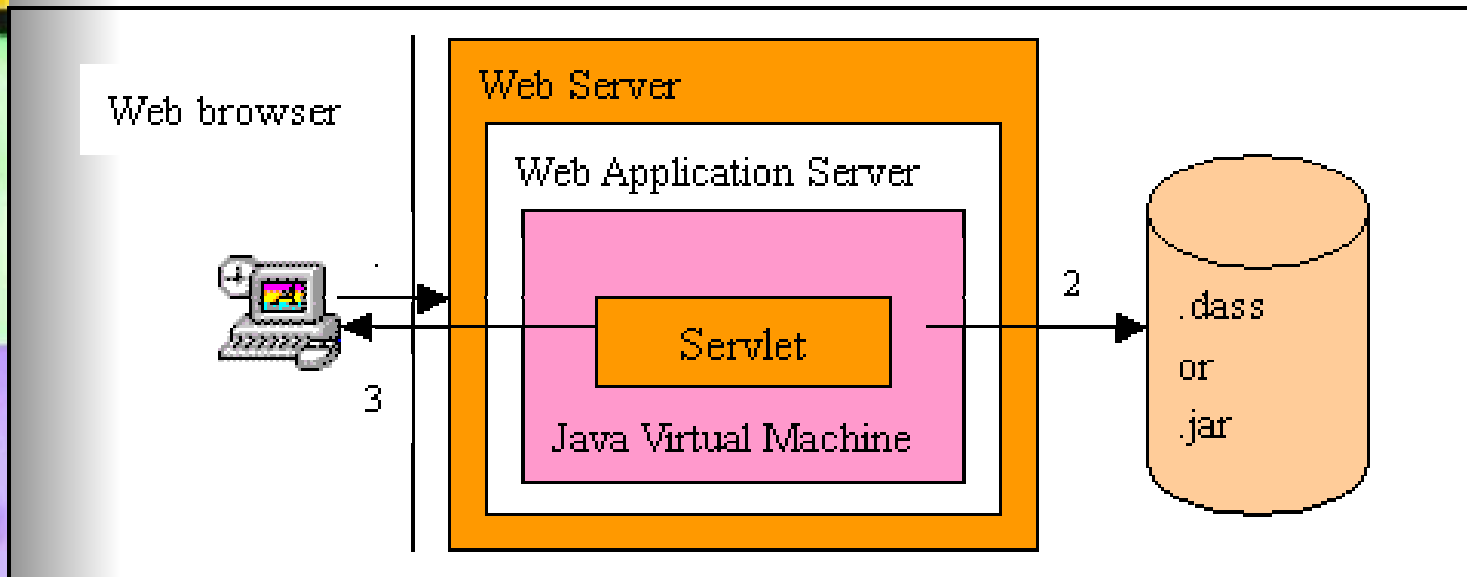 Web browser
Web Server
Web Application Server
2
.dass
or
.jar
Servlet
3
Java Virtual Machine